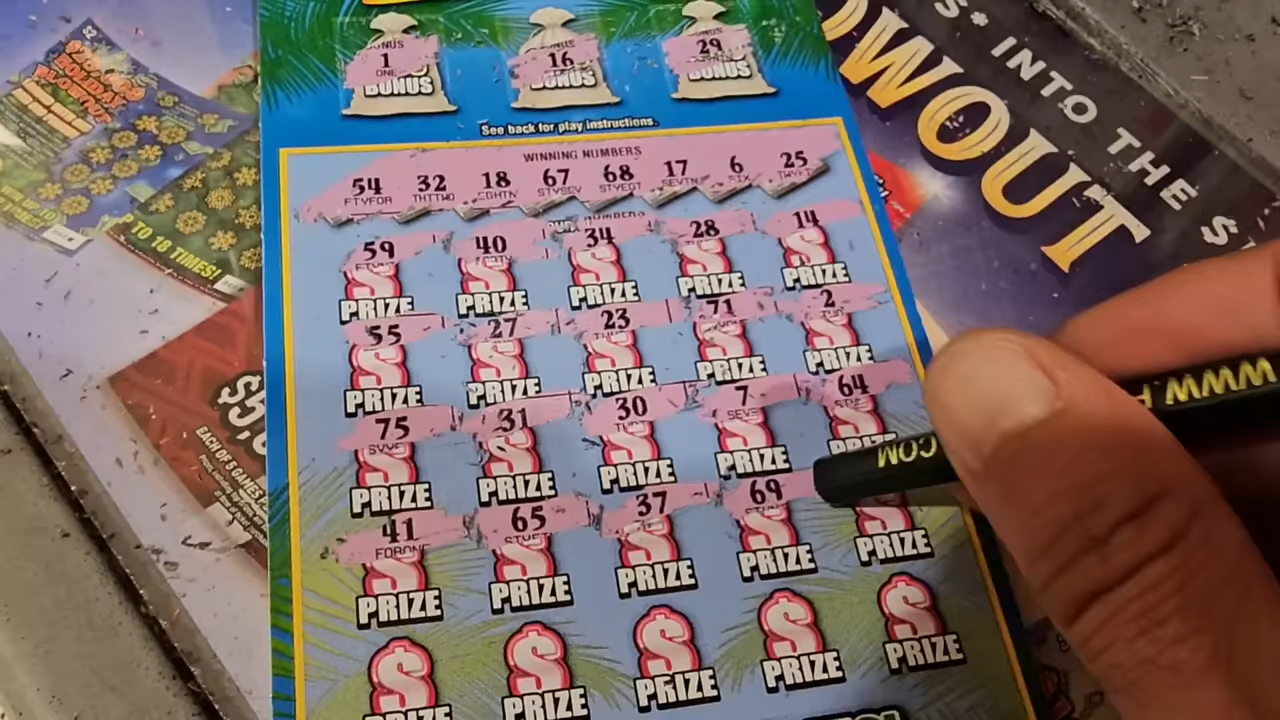 BONUS BONUS BONUS
1 16 29
ONE
BONUS BONUS BONUS
See back for play instructions.
WINNING NUMBERS
54 32 18 67 68 17 6 25
FTYFOR THTTWO EGHTN STYSEV STYEGT SEVTN SIX TWYFI
NUMBERS
59 40 34 28 14
PRIZE PRIZE PRIZE PRIZE PRIZE
55 27 23 71 2
PRIZE PRIZE PRIZE PRIZE PRIZE
75 31 30 7 64
SEVE
PRIZE PRIZE PRIZE PRIZE PRIZE
41 65 37 69
FORONE
PRIZE PRIZE PRIZE PRIZE PRIZE
PRIZE PRIZE PRIZE PRIZE PRIZE
INTO THE $
OWOUT
HOLIDAY
BLOWOUT
TO 18 TIMES!
EACH OF 5 GAMES
WWW.
.COM